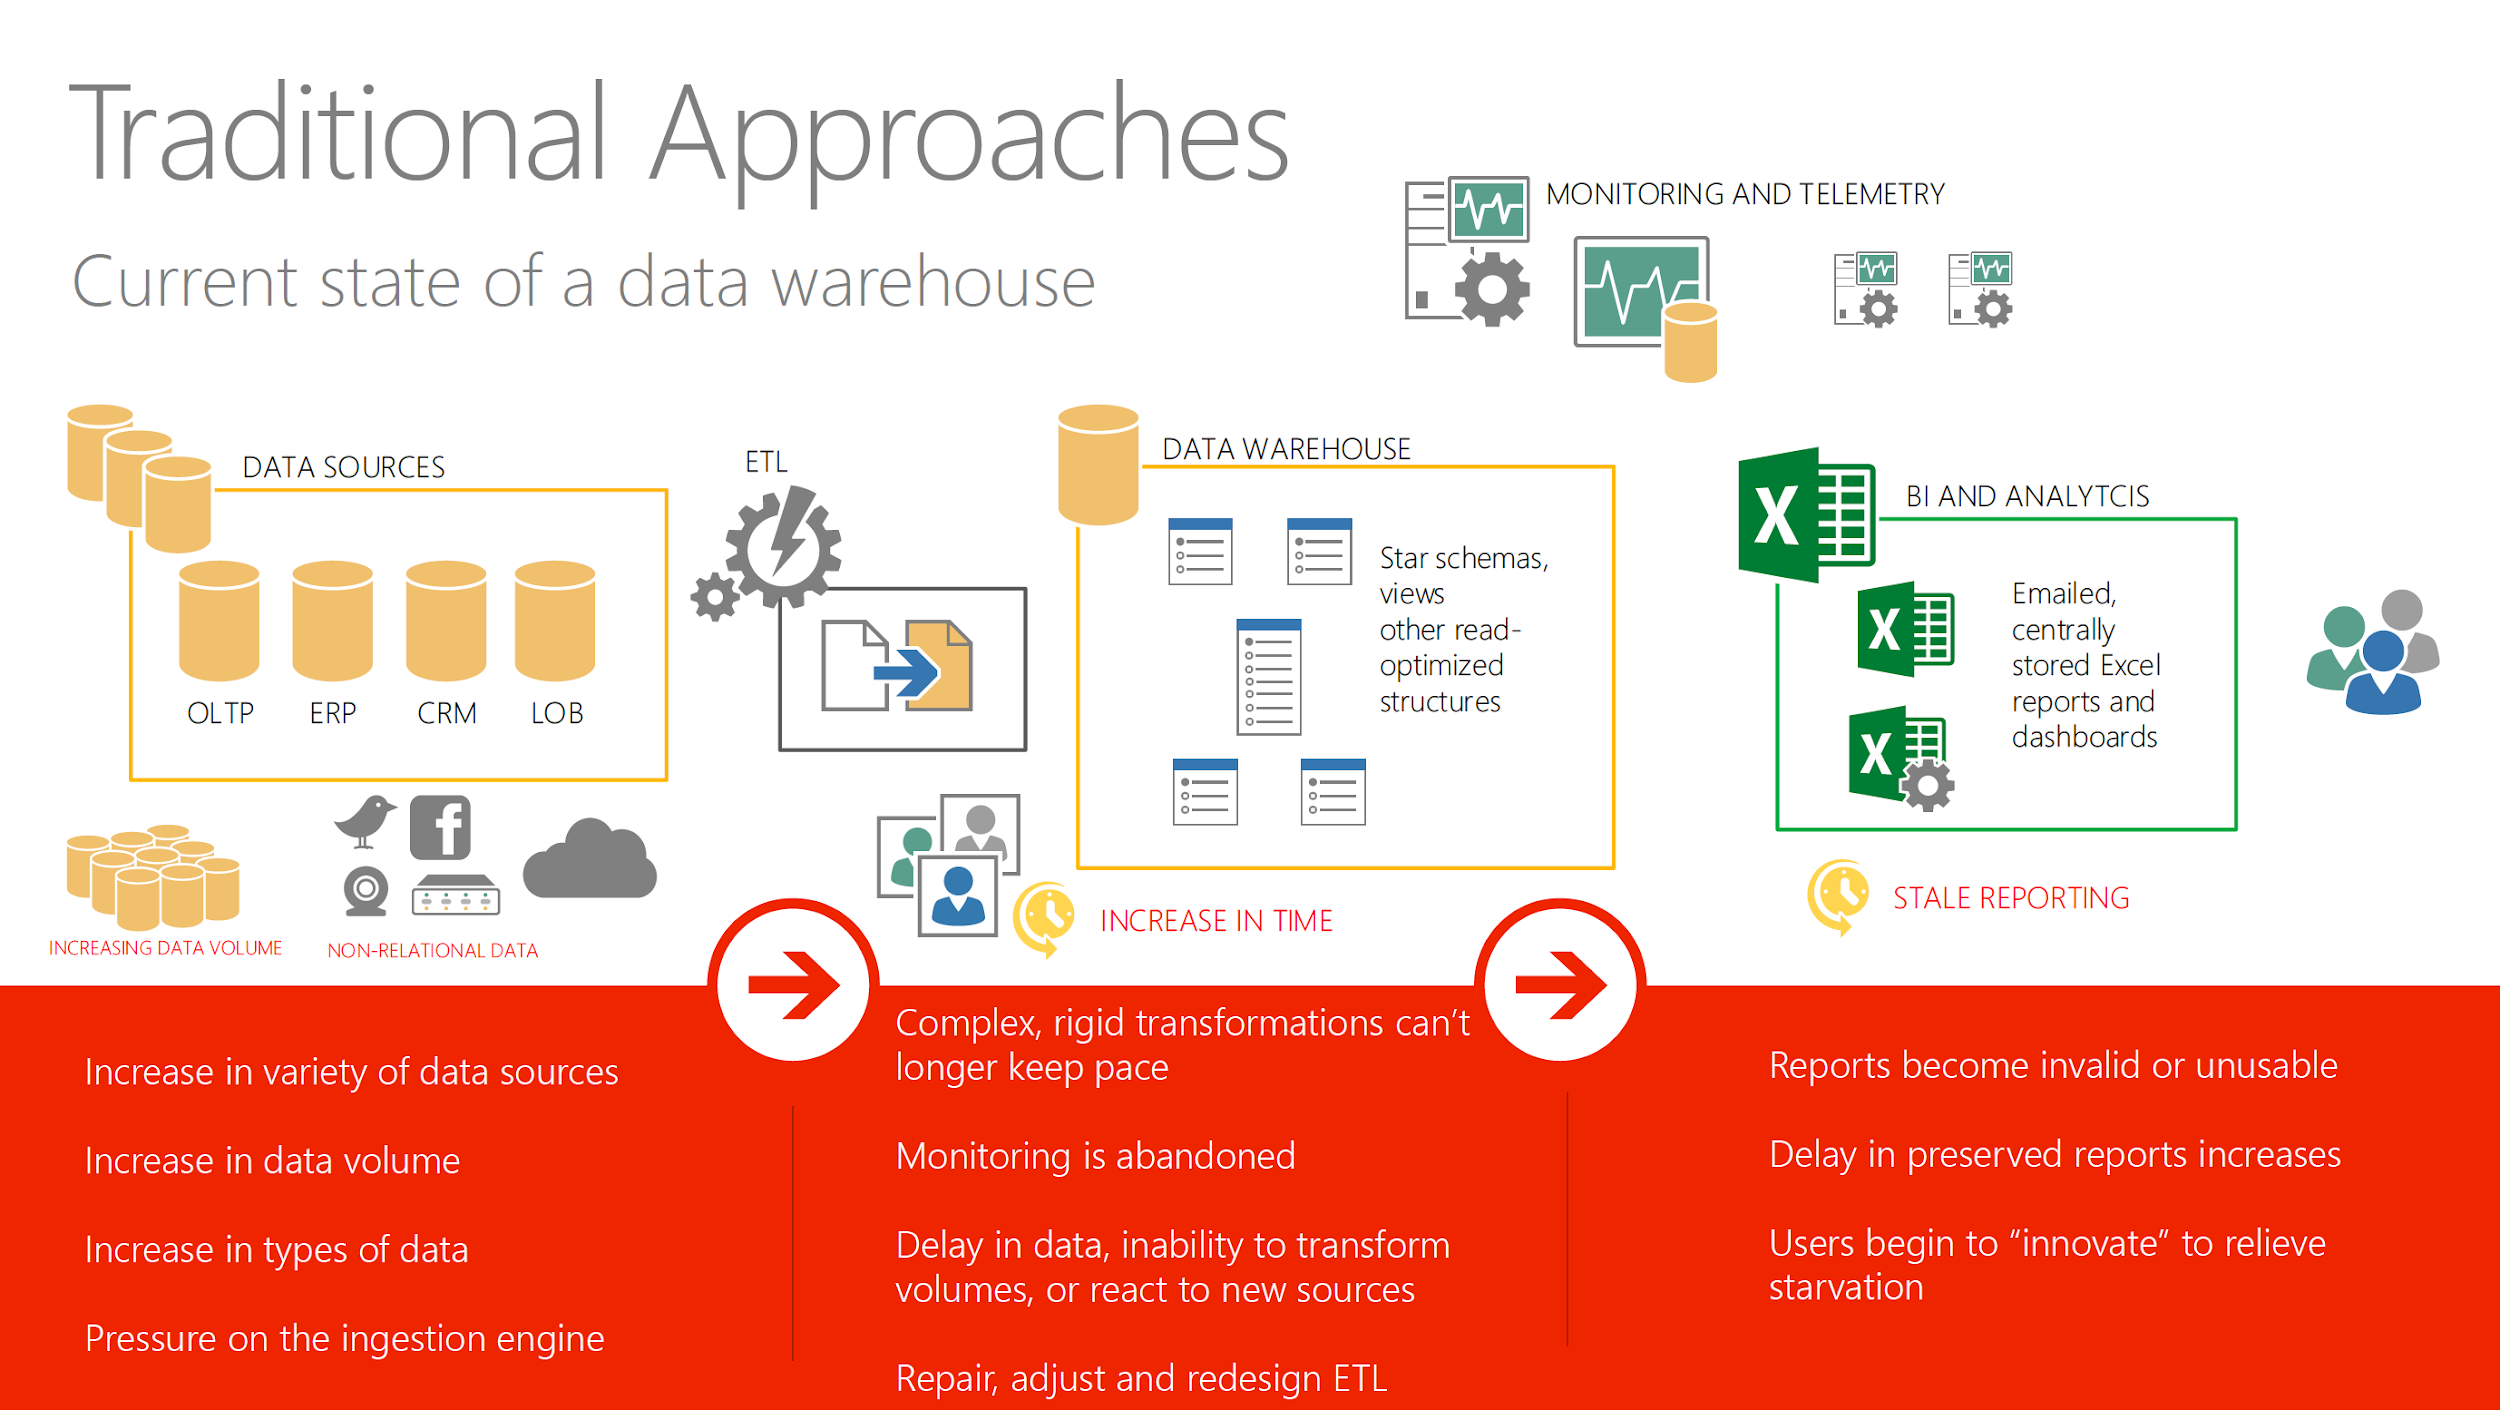 Traditional Approaches
Current state of a data warehouse
MONITORING AND TELEMETRY
DATA SOURCES
OLTP
ERP
CRM
LOB
INCREASING DATA VOLUME
NON-RELATIONAL DATA
ETL
INCREASE IN TIME
DATA WAREHOUSE
Star schemas,
views
other read-
optimized
structures
BI AND ANALYTCIS
Emailed,
centrally
stored Excel
reports and
dashboards
STALE REPORTING
Increase in variety of data sources
Increase in data volume
Increase in types of data
Pressure on the ingestion engine
Complex, rigid transformations can’t
longer keep pace
Monitoring is abandoned
Delay in data, inability to transform
volumes, or react to new sources
Repair, adjust and redesign ETL
Reports become invalid or unusable
Delay in preserved reports increases
Users begin to “innovate” to relieve
starvation